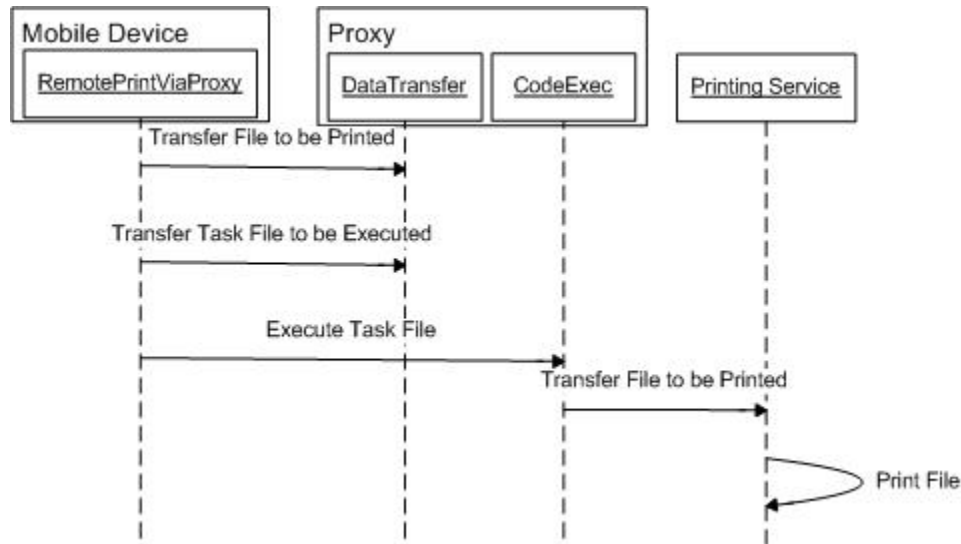 Mobile Device
RemotePrintViaProxy
Proxy
DataTransfer
CodeExec
Printing Service
Transfer File to be Printed
Transfer Task File to be Executed
Execute Task File
Transfer File to be Printed
Print File